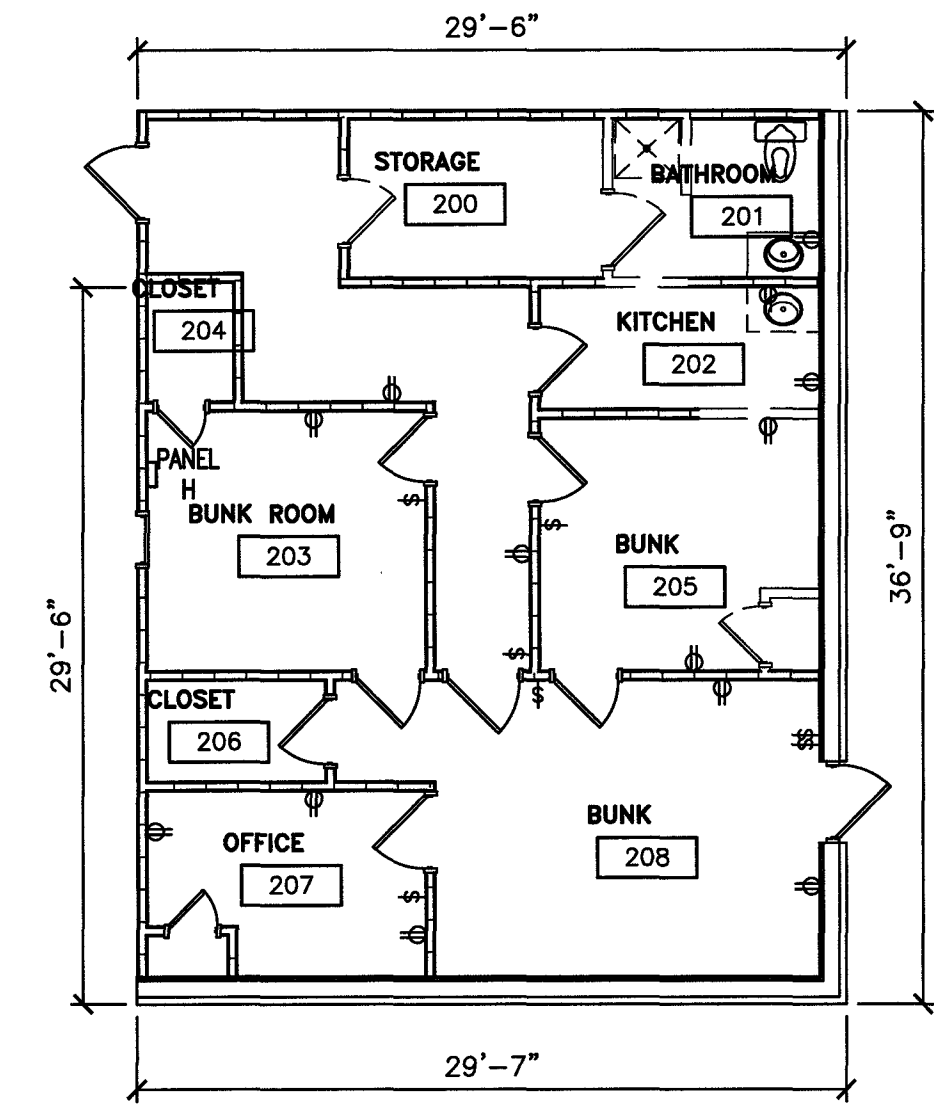 29'-6"
STORAGE
200
BATHROOM
201
CLOSET
204
KITCHEN
202
PANEL
H
BUNK ROOM
203
BUNK
205
29'-6"
36'-9"
CLOSET
206
OFFICE
207
BUNK
208
$
$
$
$
$
$
29'-7"